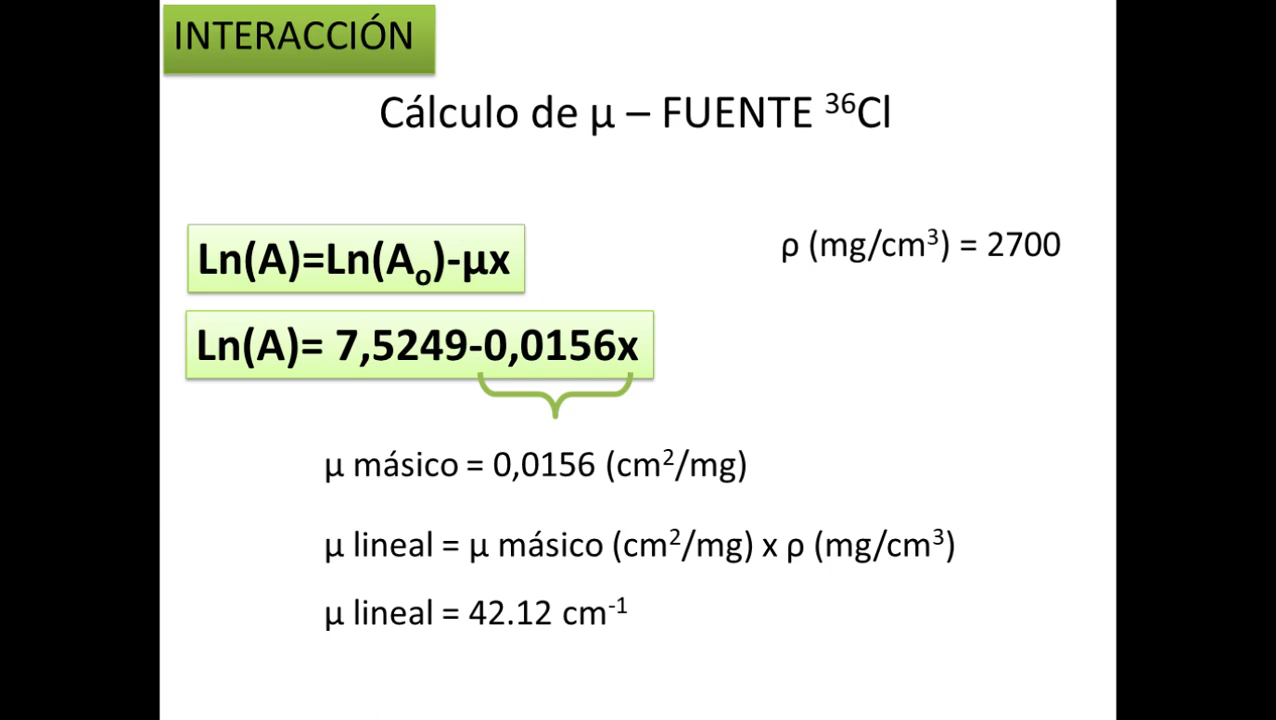 INTERACCIÓN
Cálculo de µ – FUENTE ³⁶Cl
Ln(A)=Ln(Aₒ)-µx
ρ (mg/cm³) = 2700
Ln(A)= 7,5249-0,0156x
µ másico = 0,0156 (cm²/mg)
µ lineal = µ másico (cm²/mg) x ρ (mg/cm³)
µ lineal = 42.12 cm⁻¹